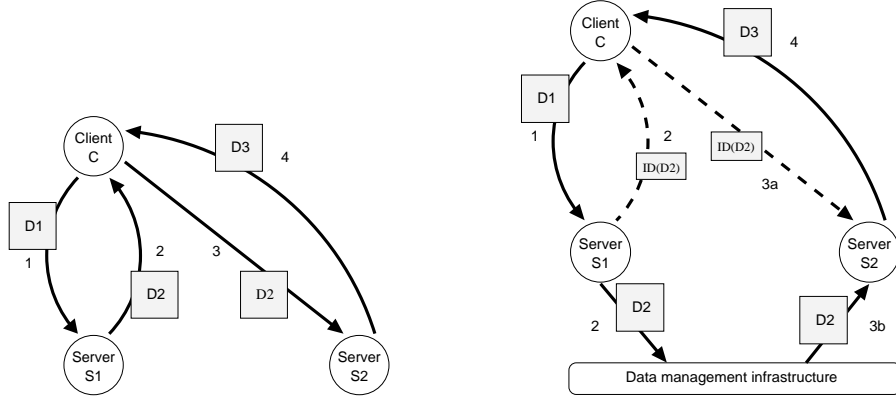 Client
C
D3
4
D1
1
2
3
D2
D2
Server
S1
Server
S2
Client
C
D3
4
D1
1
2
ID(D2)
ID(D2)
3a
Server
S1
Server
S2
2
D2
D2
3b
Data management infrastructure